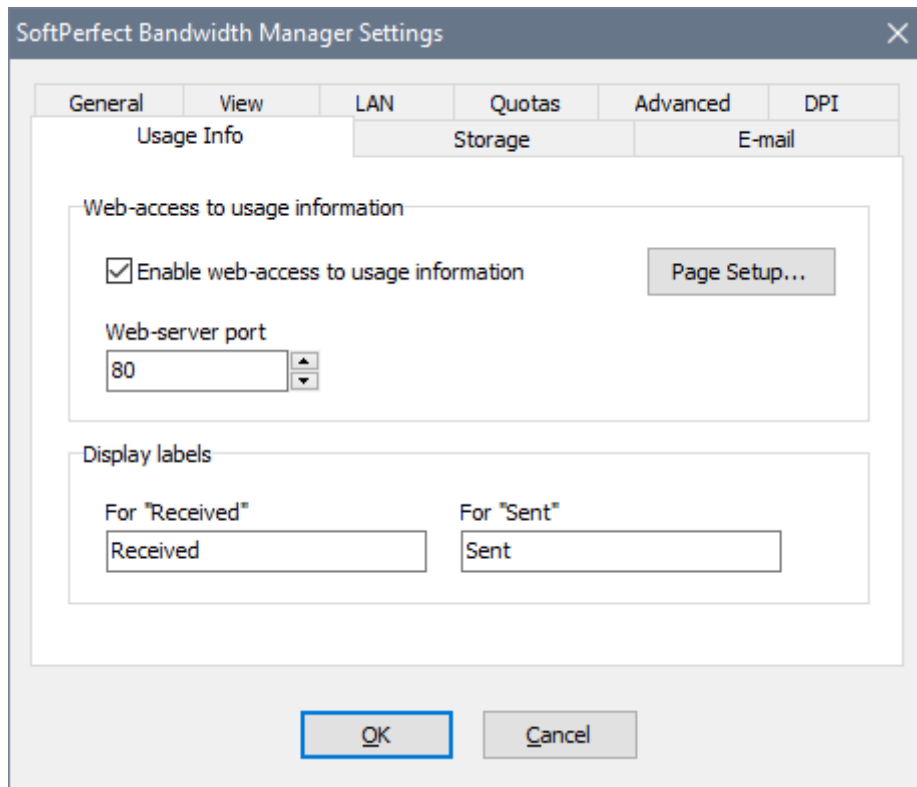 SoftPerfect Bandwidth Manager Settings
General View LAN Quotas Advanced DPI
Usage Info Storage E-mail
Web-access to usage information
Enable web-access to usage information Page Setup...
Web-server port
80
Display labels
For "Received" For "Sent"
Received Sent
OK Cancel